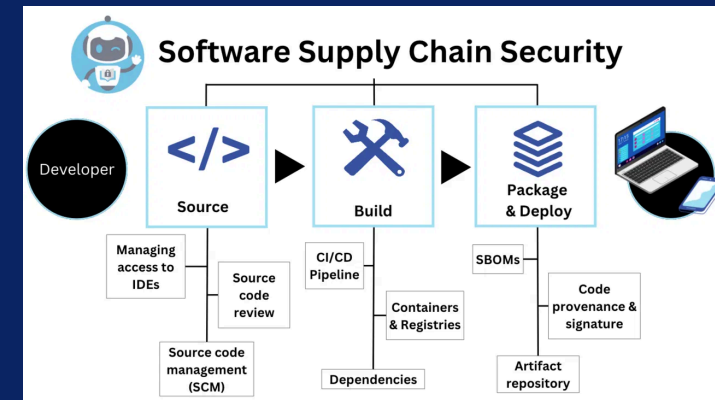 Software Supply Chain Security
Developer
Source
Build
Package
& Deploy
Managing
access to
IDEs
Source
code
review
Source code
management
(SCM)
CI/CD
Pipeline
Containers
& Registries
Dependencies
SBOMs
Code
provenance &
signature
Artifact
repository